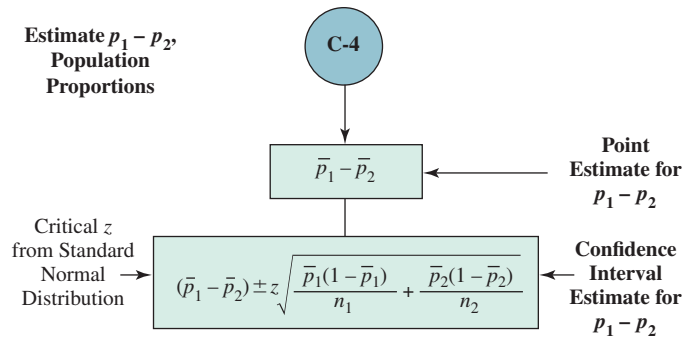 Estimate p₁ – p₂,
Population
Proportions
C-4
p̄₁ – p̄₂
Point
Estimate for
p₁ – p₂
Critical z
from Standard
Normal
Distribution
(p̄₁ – p̄₂) ± z√(p̄₁(1 – p̄₁)/n₁ + p̄₂(1 – p̄₂)/n₂)
Confidence
Interval
Estimate for
p₁ – p₂